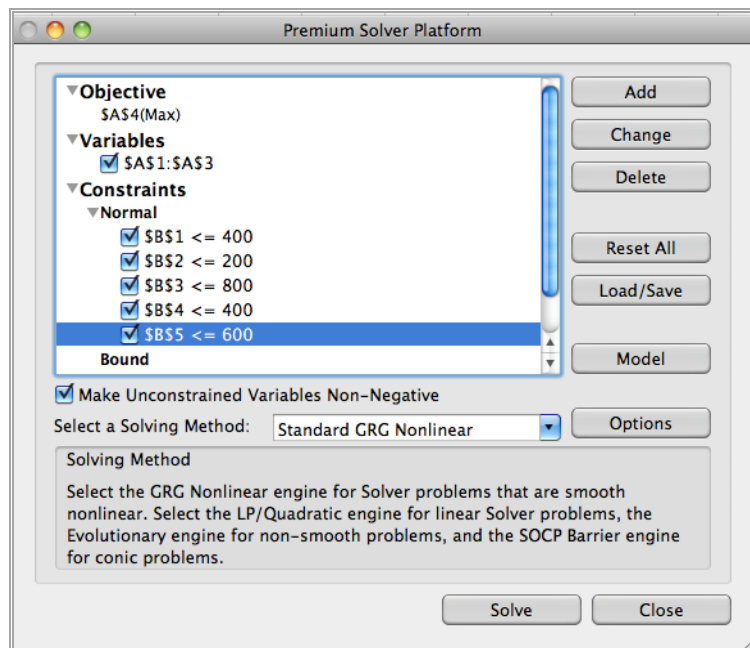 Premium Solver Platform
Objective
$A$4(Max)
Variables
$A$1:$A$3
Constraints
Normal
$B$1 <= 400
$B$2 <= 200
$B$3 <= 800
$B$4 <= 400
$B$5 <= 600
Bound
Add
Change
Delete
Reset All
Load/Save
Model
Make Unconstrained Variables Non-Negative
Select a Solving Method:
Standard GRG Nonlinear
Options
Solving Method
Select the GRG Nonlinear engine for Solver problems that are smooth
nonlinear. Select the LP/Quadratic engine for linear Solver problems, the
Evolutionary engine for non-smooth problems, and the SOCP Barrier engine
for conic problems.
Solve
Close